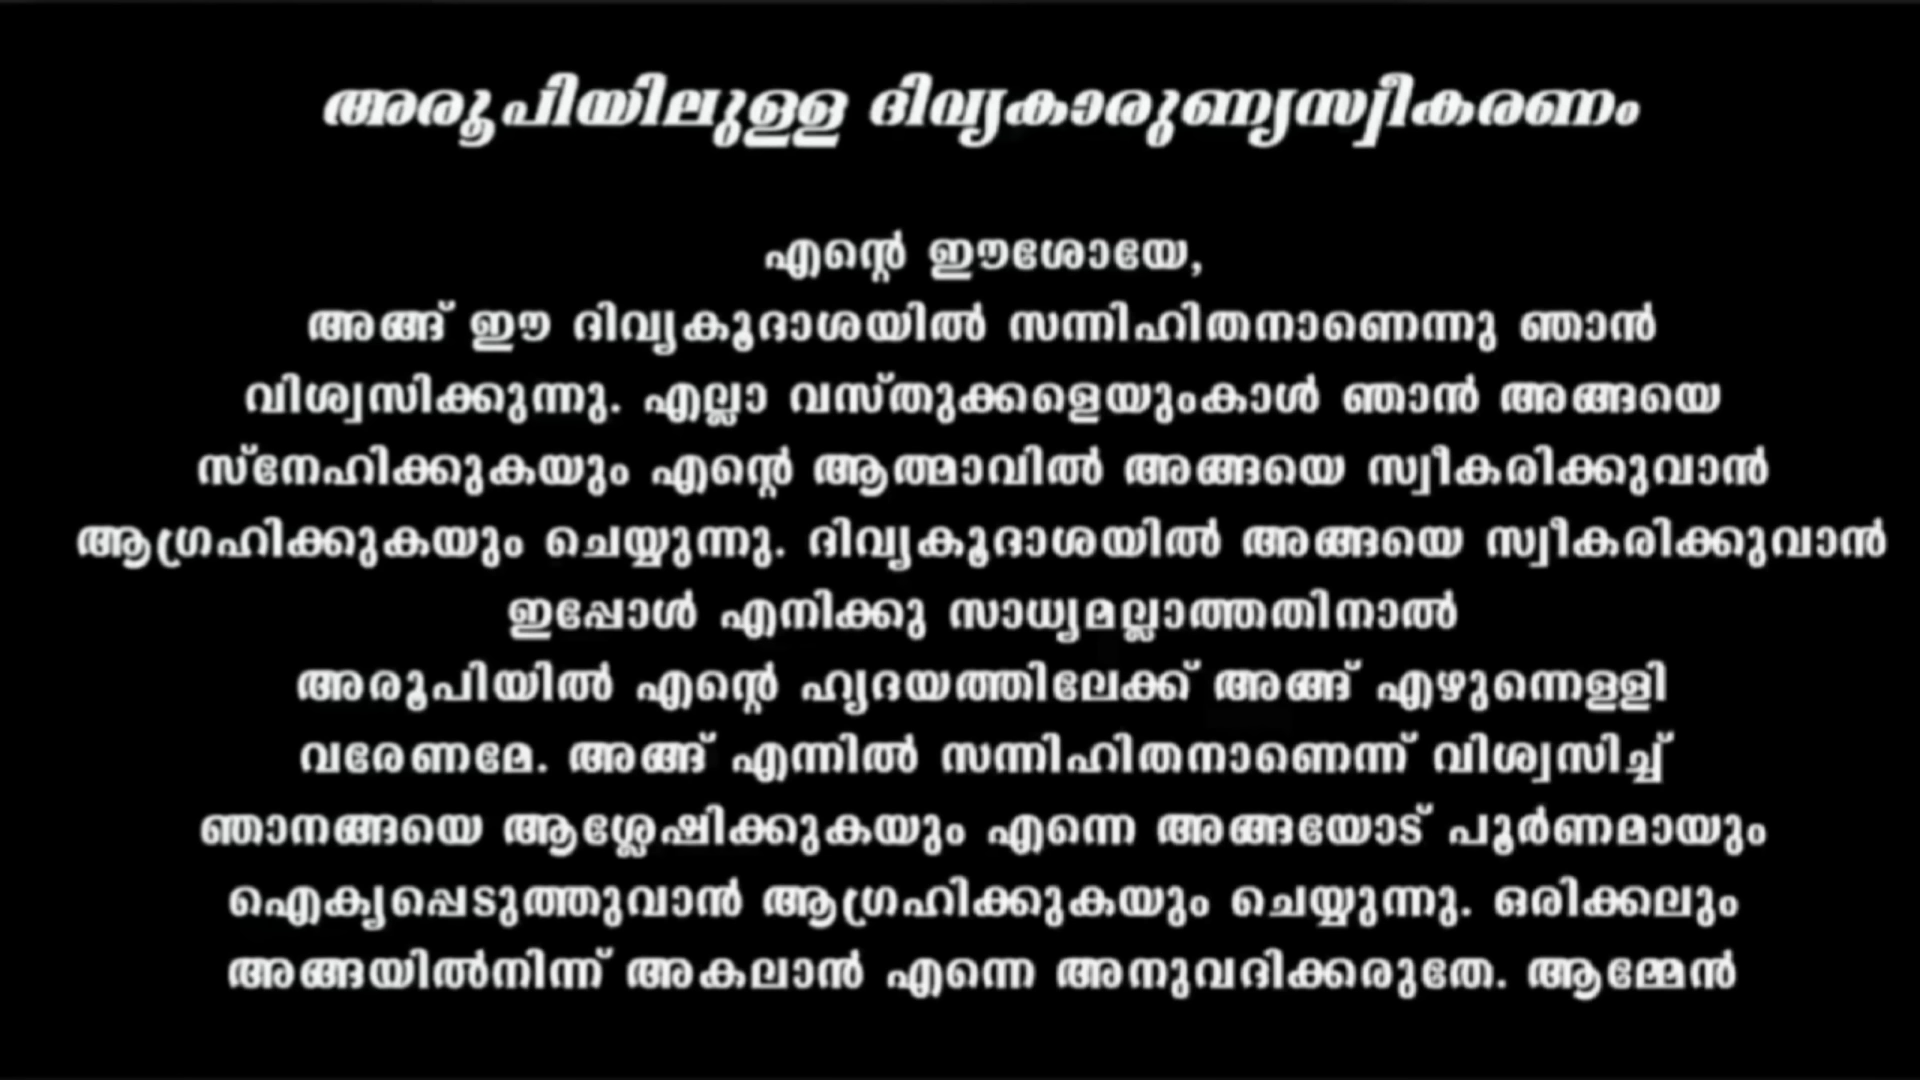 അരൂപിയിലുള്ള ദിവ്യകാരുണ്യസ്വീകരണം
എന്റെ ഈശോയേ,
അങ്ങ് ഈ ദിവ്യകൂദാശയിൽ സന്നിഹിതനാണെന്നു ഞാൻ
വിശ്വസിക്കുന്നു. എല്ലാ വസ്തുക്കളെയുംകാൾ ഞാൻ അങ്ങയെ
സ്നേഹിക്കുകയും എന്റെ ആത്മാവിൽ അങ്ങയെ സ്വീകരിക്കുവാൻ
ആഗ്രഹിക്കുകയും ചെയ്യുന്നു. ദിവ്യകൂദാശയിൽ അങ്ങയെ സ്വീകരിക്കുവാൻ
ഇപ്പോൾ എനിക്കു സാധ്യമല്ലാത്തതിനാൽ
അരൂപിയിൽ എന്റെ ഹൃദയത്തിലേക്ക് അങ്ങ് എഴുന്നെള്ളി
വരേണമേ. അങ്ങ് എന്നിൽ സന്നിഹിതനാണെന്ന് വിശ്വസിച്ച്
ഞാനങ്ങയെ ആശ്ലേഷിക്കുകയും എന്നെ അങ്ങയോട് പൂർണമായും
ഐക്യപ്പെടുത്തുവാൻ ആഗ്രഹിക്കുകയും ചെയ്യുന്നു. ഒരിക്കലും
അങ്ങയിൽനിന്ന് അകലാൻ എന്നെ അനുവദിക്കരുതേ. ആമ്മേൻ